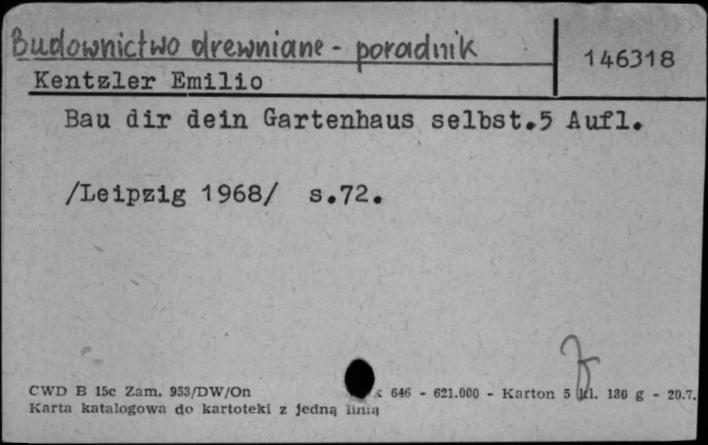 Budownictwo drewniane - poradnik
146318
Kentzler Emilio
Bau dir dein Gartenhaus selbst.5 Aufl.
/Leipzig 1968/ s.72.
CWD B 15c Zam. 953/DW/On 646 - 621.000 - Karton 5 kl. 180 g - 20.7.
Karta katalogowa do kartoteki z jedną linią